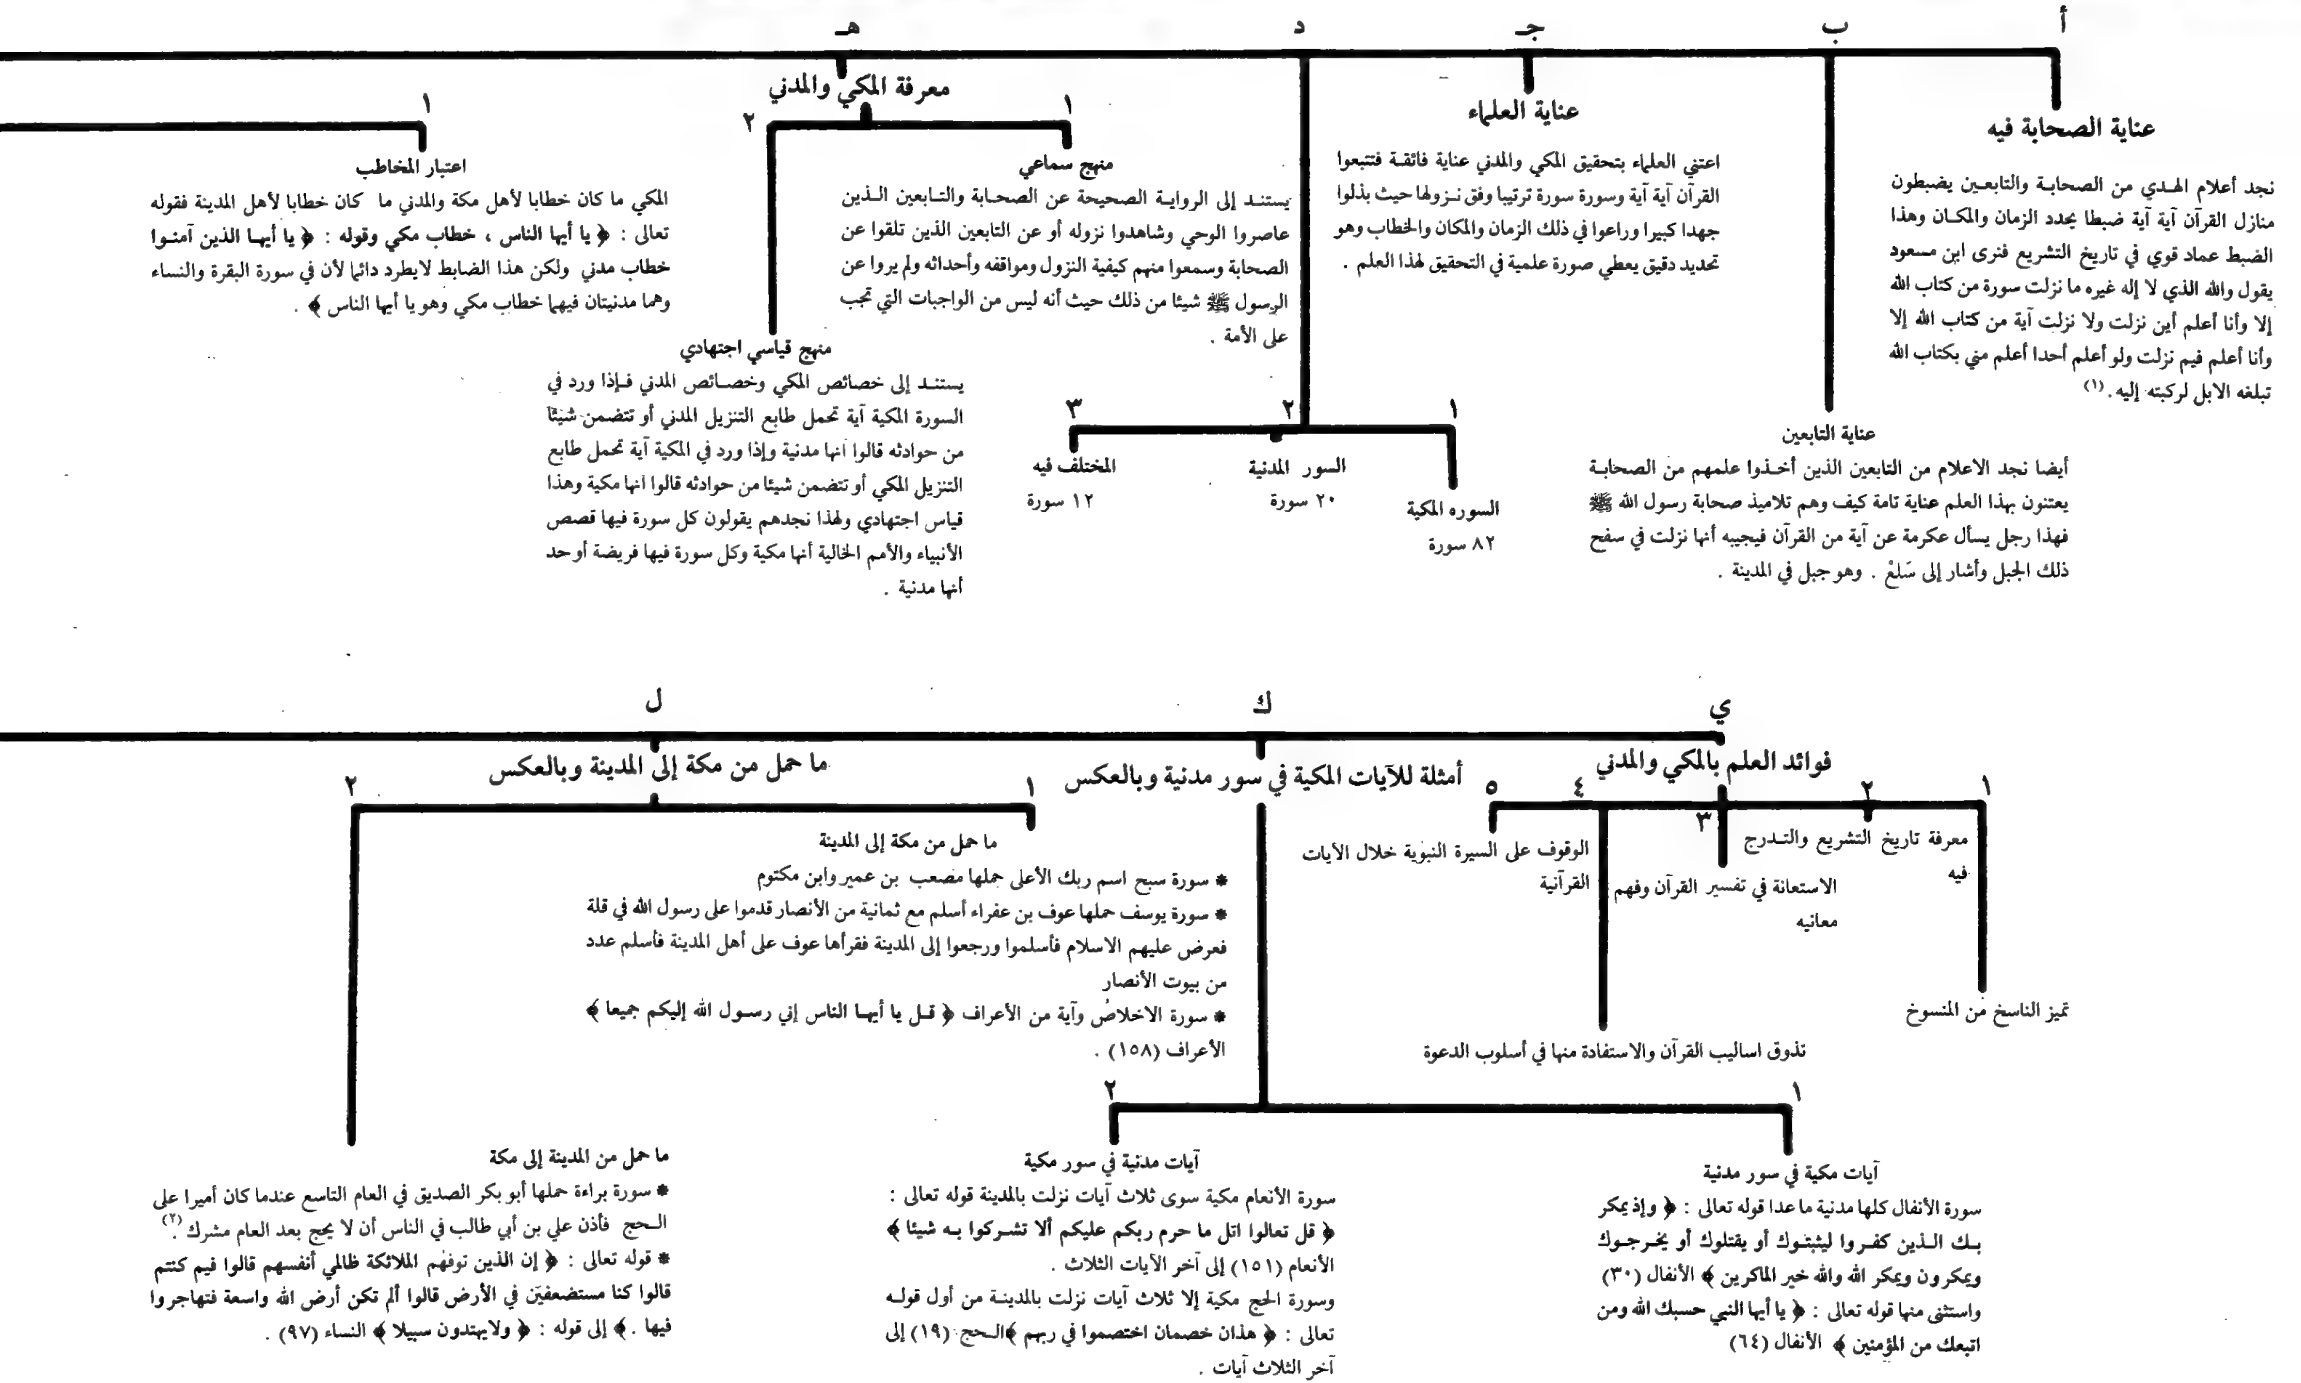 أ
عناية الصحابة فيه
نجد أعلام الهدي من الصحابة والتابعين يضبطون
منازل القرآن آية آية ضبطا يحدد الزمان والمكان وهذا
الضبط عماد قوي في تاريخ التشريع فنرى ابن مسعود
يقول والله الذي لا إله غيره ما نزلت سورة من كتاب الله
إلا وأنا أعلم أين نزلت ولا نزلت آية من كتاب الله إلا
وأنا أعلم فيم نزلت ولو أعلم أحدا أعلم مني بكتاب الله
تبلغه الابل لركبته إليه. (١)
ب
عناية التابعين
أيضا نجد الاعلام من التابعين الذين أخذوا علمهم من الصحابة
يعتنون بهذا العلم عناية تامة كيف وهم تلاميذ صحابة رسول الله ﷺ
فهذا رجل يسأل عكرمة عن آية من القرآن فيجيبه أنها نزلت في سفح
ذلك الجبل وأشار إلى سَلعْ . وهو جبل في المدينة .
جـ
عناية العلماء
اعتني العلماء بتحقيق المكي والمدني عناية فائقة فتتبعوا
القرآن آية آية وسورة سورة ترتيبا وفق نزولها حيث بذلوا
جهدا كبيرا وراعوا في ذلك الزمان والمكان والخطاب وهو
تحديد دقيق يعطي صورة علمية في التحقيق لهذا العلم .
د
١
السوره المكية
٨٢ سورة
٢
السور المدنية
٢٠ سورة
٣
المختلف فيه
١٢ سورة
هـ
معرفة المكي والمدني
١
منهج سماعي
يستند إلى الرواية الصحيحة عن الصحابة والتابعين الذين
عاصروا الوحي وشاهدوا نزوله أو عن التابعين الذين تلقوا عن
الصحابة وسمعوا منهم كيفية النزول ومواقفه وأحداثه ولم يروا عن
الرسول ﷺ شيئا من ذلك حيث أنه ليس من الواجبات التي تجب
على الأمة .
٢
منهج قياسي اجتهادي
يستند إلى خصائص المكي وخصائص المدني فإذا ورد في
السورة المكية آية تحمل طابع التنزيل المدني أو تتضمن شيئا
من حوادثه قالوا انها مدنية وإذا ورد في المكية آية تحمل طابع
التنزيل المكي أو تتضمن شيئا من حوادثه قالوا انها مكية وهذا
قياس اجتهادي ولهذا نجدهم يقولون كل سورة فيها قصص
الأنبياء والأمم الخالية أنها مكية وكل سورة فيها فريضة أو حد
أنها مدنية .
١
اعتبار المخاطب
المكي ما كان خطابا لأهل مكة والمدني ما كان خطابا لأهل المدينة فقوله
تعالى : ﴿ يا أيها الناس ، خطاب مكي وقوله : ﴿ يا أيها الذين آمنوا
خطاب مدني ولكن هذا الضابط لا يطرد دائما لأن في سورة البقرة والنساء
وهما مدنيتان فيهما خطاب مكي وهو يا أيها الناس ﴾ .
ي
فوائد العلم بالمكي والمدني
١
تميز الناسخ من المنسوخ
٢
معرفة تاريخ التشريع والتدرج
فيه
٣
الاستعانة في تفسير القرآن وفهم
معانيه
٤
تذوق اساليب القرآن والاستفادة منها في أسلوب الدعوة
٥
الوقوف على السيرة النبوية خلال الآيات
القرآنية
ك
أمثلة للآيات المكية في سور مدنية وبالعكس
١
آيات مكية في سور مدنية
سورة الأنفال كلها مدنية ما عدا قوله تعالى : ﴿ وإذ يمكر
بك الذين كفروا ليثبتوك أو يقتلوك أو يخرجوك
ويمكرون ويمكر الله والله خير الماكرين ﴾ الأنفال (٣٠)
واستثنى منها قوله تعالى : ﴿ يا أيها النبي حسبك الله ومن
اتبعك من المؤمنين ﴾ الأنفال (٦٤)
٢
آيات مدنية في سور مكية
سورة الأنعام مكية سوى ثلاث آيات نزلت بالمدينة قوله تعالى :
﴿ قل تعالوا اتل ما حرم ربكم عليكم ألا تشركوا به شيئا ﴾
الأنعام (١٥١) إلى آخر الآيات الثلاث .
وسورة الحج مكية إلا ثلاث آيات نزلت بالمدينة من أول قوله
تعالى : ﴿ هذان خصمان اختصموا في ربهم ﴾ الحج (١٩) إلى
آخر الثلاث آيات .
ل
ما حمل من مكة إلى المدينة وبالعكس
١
ما حمل من مكة إلى المدينة
* سورة سبح اسم ربك الأعلى حملها مصعب بن عمير وابن مكتوم
* سورة يوسف حملها عوف بن عفراء أسلم مع ثمانية من الأنصار قدموا على رسول الله في قلة
فعرض عليهم الاسلام فأسلموا ورجعوا إلى المدينة فقرأها عوف على أهل المدينة فأسلم عدد
من بيوت الأنصار
* سورة الاخلاص وآية من الأعراف ﴿ قل يا أيها الناس إني رسول الله إليكم جميعا ﴾
الأعراف (١٥٨) .
٢
ما حمل من المدينة إلى مكة
* سورة براءة حملها أبو بكر الصديق في العام التاسع عندما كان أميرا على
الحج فأذن علي بن أبي طالب في الناس أن لا يحج بعد العام مشرك . (٢)
* قوله تعالى : ﴿ إن الذين توفهم الملائكة ظالمي أنفسهم قالوا فيم كنتم
قالوا كنا مستضعفين في الأرض قالوا ألم تكن أرض الله واسعة فتهاجروا
فيها . ﴾ إلى قوله : ﴿ ولا يهتدون سبيلا ﴾ النساء (٩٧) .